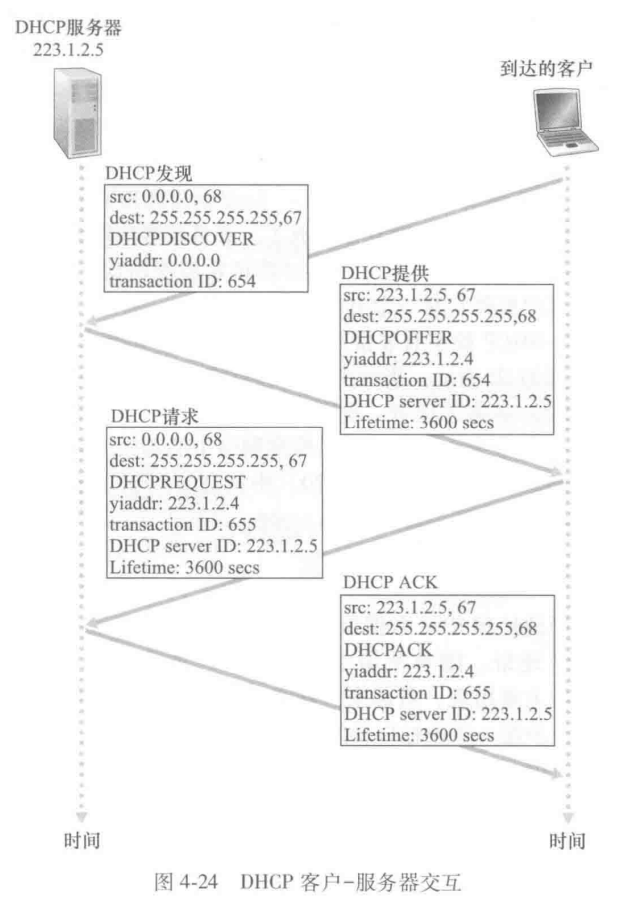 DHCP服务器
223.1.2.5
到达的客户
DHCP发现
src: 0.0.0.0, 68
dest: 255.255.255.255,67
DHCPDISCOVER
yiaddr: 0.0.0.0
transaction ID: 654
DHCP提供
src: 223.1.2.5, 67
dest: 255.255.255.255,68
DHCPOFFER
yiaddr: 223.1.2.4
transaction ID: 654
DHCP server ID: 223.1.2.5
Lifetime: 3600 secs
DHCP请求
src: 0.0.0.0, 68
dest: 255.255.255.255, 67
DHCPREQUEST
yiaddr: 223.1.2.4
transaction ID: 655
DHCP server ID: 223.1.2.5
Lifetime: 3600 secs
DHCP ACK
src: 223.1.2.5, 67
dest: 255.255.255.255,68
DHCPACK
yiaddr: 223.1.2.4
transaction ID: 655
DHCP server ID: 223.1.2.5
Lifetime: 3600 secs
时间
时间
图 4-24 DHCP 客户-服务器交互